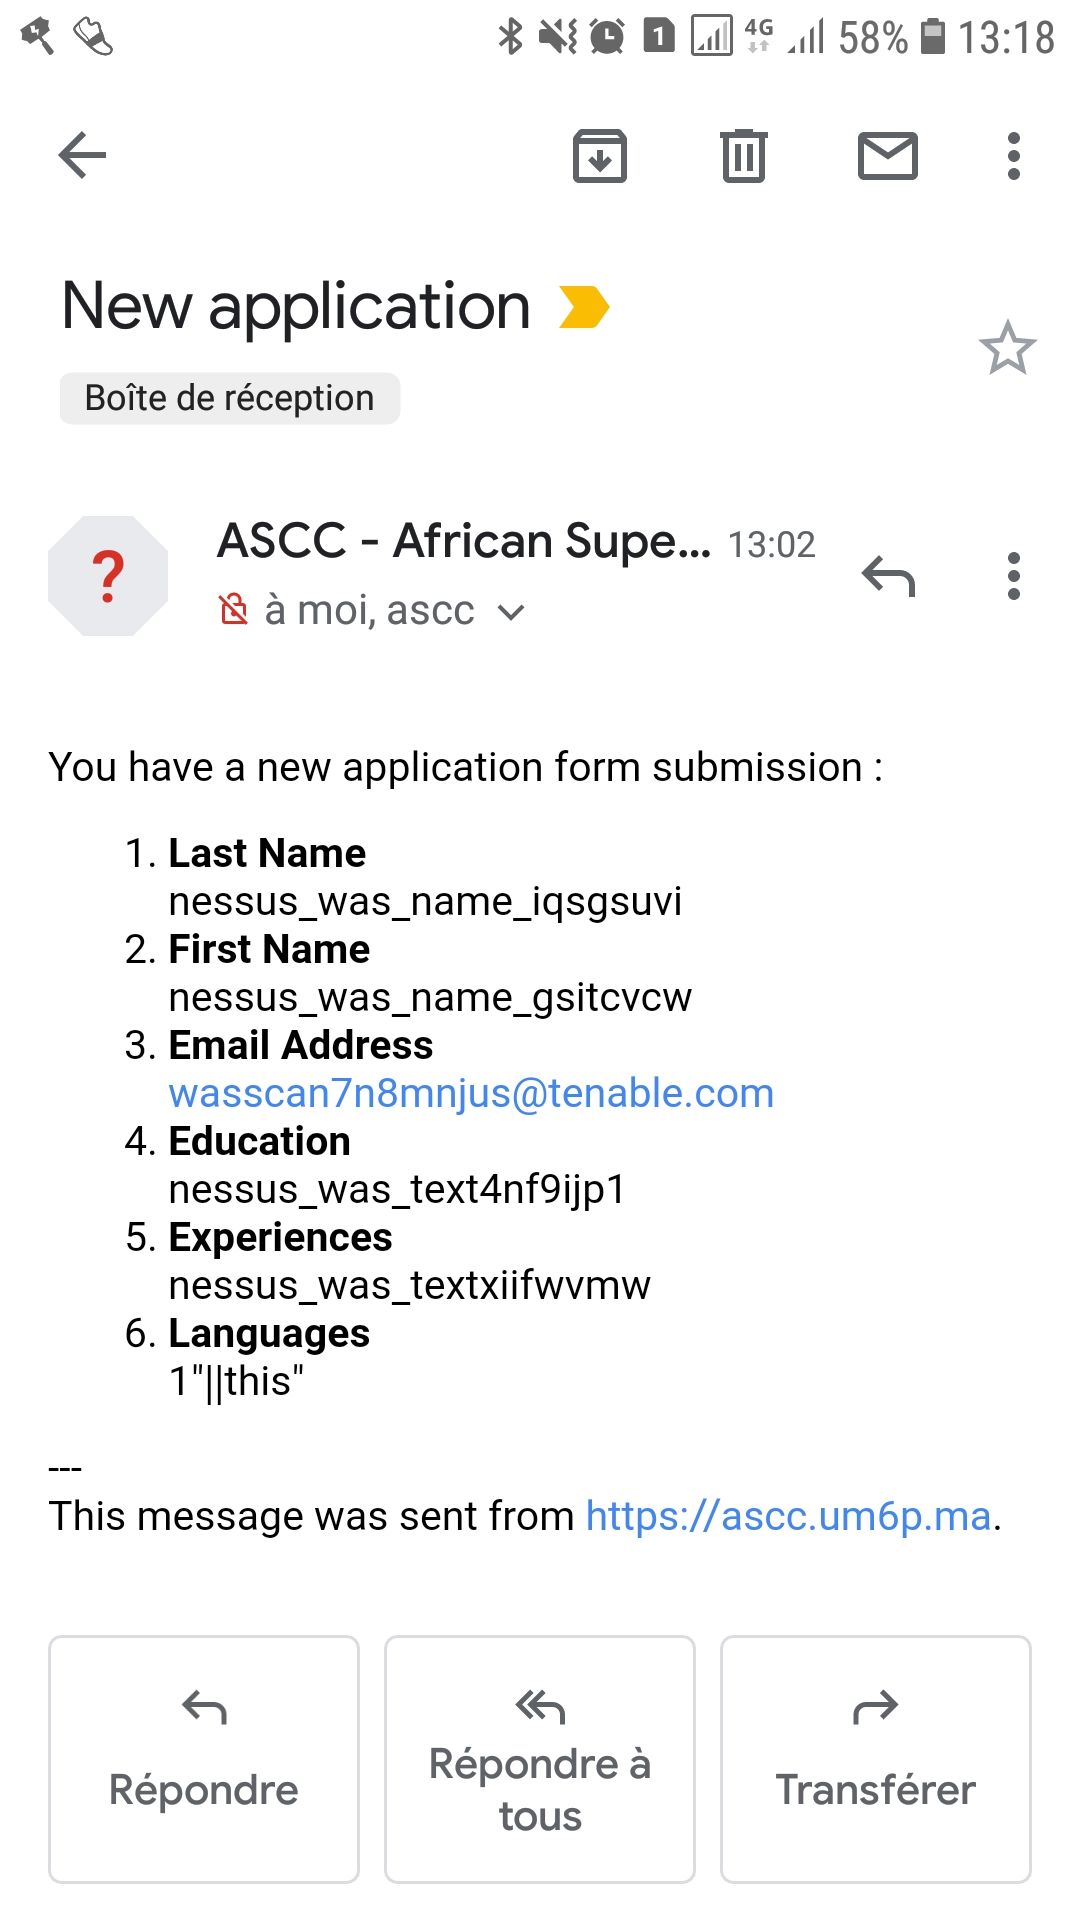 1 4G 58% 13:18
New application
Boîte de réception
? ASCC - African Supe... 13:02
à moi, ascc
You have a new application form submission :
1. Last Name
nessus_was_name_iqsgsuvi
2. First Name
nessus_was_name_gsitcvcw
3. Email Address
wasscan7n8mnjus@tenable.com
4. Education
nessus_was_text4nf9ijp1
5. Experiences
nessus_was_textxiifwvmw
6. Languages
1"||this"
---
This message was sent from https://ascc.um6p.ma.
Répondre
Répondre à
tous
Transférer